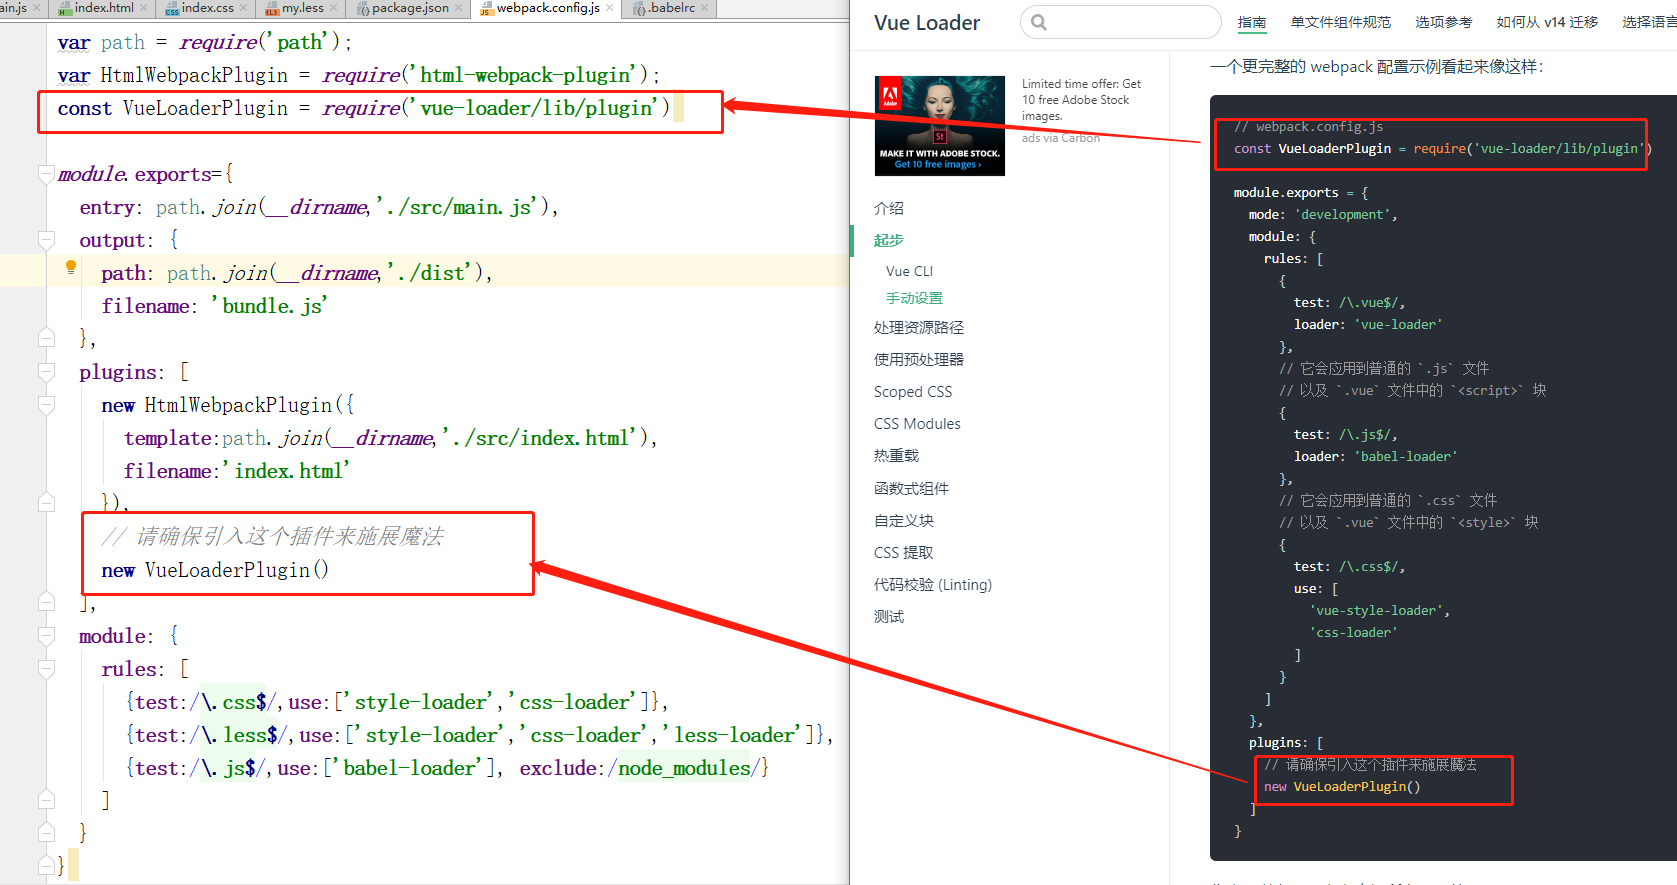 ain.js × index.html × index.css × my.less × package.json × webpack.config.js × .babelrc ×
var path = require('path');
var HtmlWebpackPlugin = require('html-webpack-plugin');
const VueLoaderPlugin = require('vue-loader/lib/plugin')
module.exports={
entry: path.join(__dirname,'./src/main.js'),
output: {
path: path.join(__dirname,'./dist'),
filename: 'bundle.js'
},
plugins: [
new HtmlWebpackPlugin({
template:path.join(__dirname,'./src/index.html'),
filename:'index.html'
}),
// 请确保引入这个插件来施展魔法
new VueLoaderPlugin()
],
module: {
rules: [
{test:/\.css$/,use:['style-loader','css-loader']},
{test:/\.less$/,use:['style-loader','css-loader','less-loader']},
{test:/\.js$/,use:['babel-loader'], exclude:/node_modules/}
]
}
}
Vue Loader
指南 单文件组件规范 选项参考 如何从 v14 迁移 选择语言
Adobe
St
MAKE IT WITH ADOBE STOCK.
Get 10 free images ›
Limited time offer: Get
10 free Adobe Stock
images.
ads via Carbon
介绍
起步
Vue CLI
手动设置
处理资源路径
使用预处理器
Scoped CSS
CSS Modules
热重载
函数式组件
自定义块
CSS 提取
代码校验 (Linting)
测试
一个更完整的 webpack 配置示例看起来像这样：
// webpack.config.js
const VueLoaderPlugin = require('vue-loader/lib/plugin')
module.exports = {
mode: 'development',
module: {
rules: [
{
test: /\.vue$/,
loader: 'vue-loader'
},
// 它会应用到普通的 `.js` 文件
// 以及 `.vue` 文件中的 `<script>` 块
{
test: /\.js$/,
loader: 'babel-loader'
},
// 它会应用到普通的 `.css` 文件
// 以及 `.vue` 文件中的 `<style>` 块
{
test: /\.css$/,
use: [
'vue-style-loader',
'css-loader'
]
}
]
},
plugins: [
// 请确保引入这个插件来施展魔法
new VueLoaderPlugin()
]
}